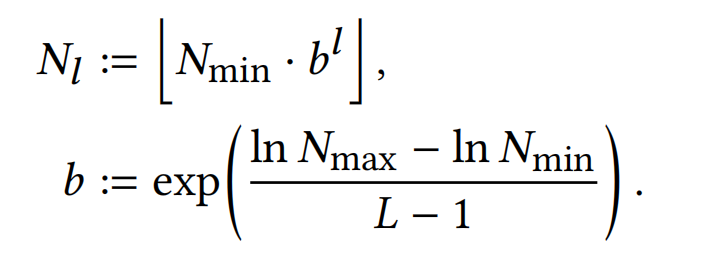 N_l := ⌊N_min · b^l⌋,
b := exp((ln N_max − ln N_min) / (L − 1)).